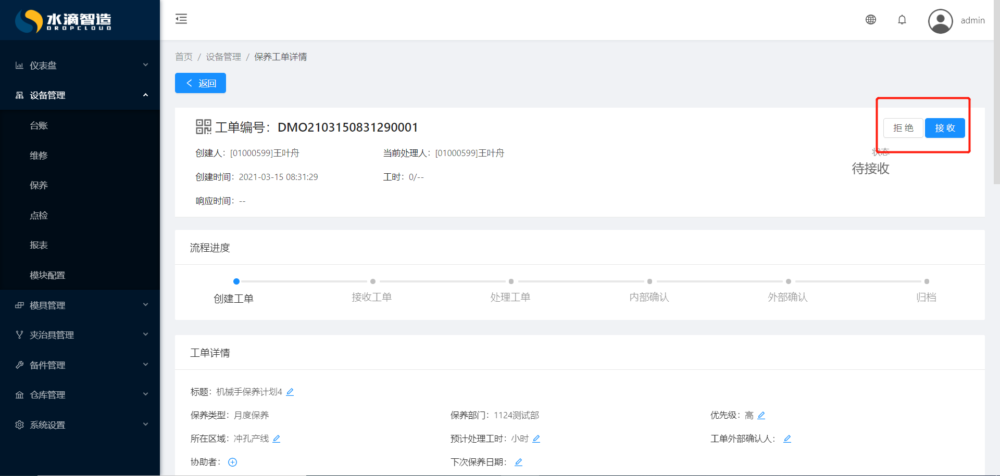 水滴智造
DROPCLOUD
admin
仪表盘
设备管理
台账
维修
保养
点检
报表
模块配置
模具管理
夹治具管理
备件管理
仓库管理
系统设置
首页 / 设备管理 / 保养工单详情
返回
工单编号：DMO2103150831290001
拒 绝 接 收
创建人：[01000599]王叶舟 当前处理人：[01000599]王叶舟
状态
待接收
创建时间：2021-03-15 08:31:29 工时：0/--
响应时间：--
流程进度
创建工单 接收工单 处理工单 内部确认 外部确认 归档
工单详情
标题：机械手保养计划4
保养类型：月度保养 保养部门：1124测试部 优先级：高
所在区域：冲孔产线 预计处理工时：小时 工单外部确认人：
协助者： 下次保养日期：